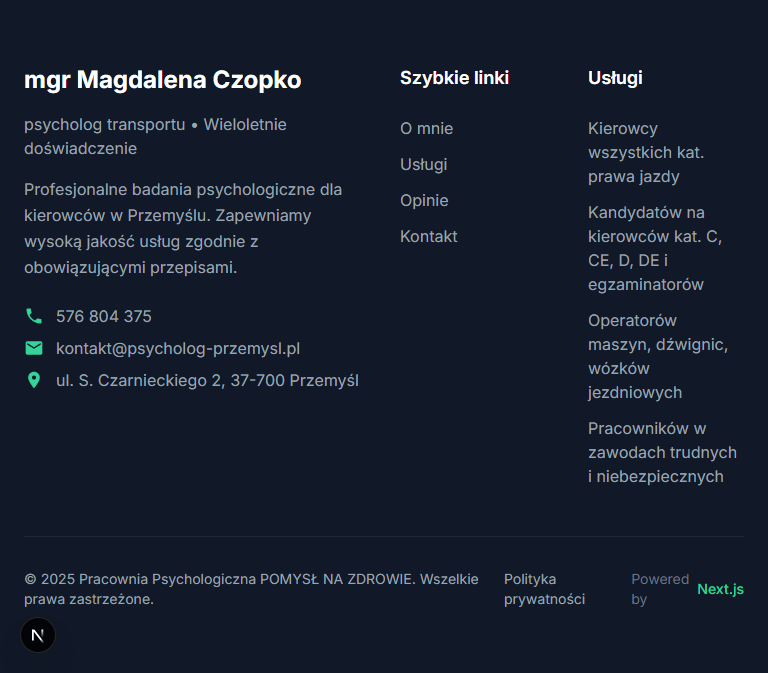 mgr Magdalena Czopko
psycholog transportu • Wieloletnie
doświadczenie
Profesjonalne badania psychologiczne dla
kierowców w Przemyślu. Zapewniamy
wysoką jakość usług zgodnie z
obowiązującymi przepisami.
576 804 375
kontakt@psycholog-przemysl.pl
ul. S. Czarnieckiego 2, 37-700 Przemyśl
Szybkie linki
O mnie
Usługi
Opinie
Kontakt
Usługi
Kierowcy
wszystkich kat.
prawa jazdy
Kandydatów na
kierowców kat. C,
CE, D, DE i
egzaminatorów
Operatorów
maszyn, dźwignic,
wózków
jezdniowych
Pracowników w
zawodach trudnych
i niebezpiecznych
© 2025 Pracownia Psychologiczna POMYSŁ NA ZDROWIE. Wszelkie
prawa zastrzeżone.
Polityka
prywatności
Powered
by
Next.js
N